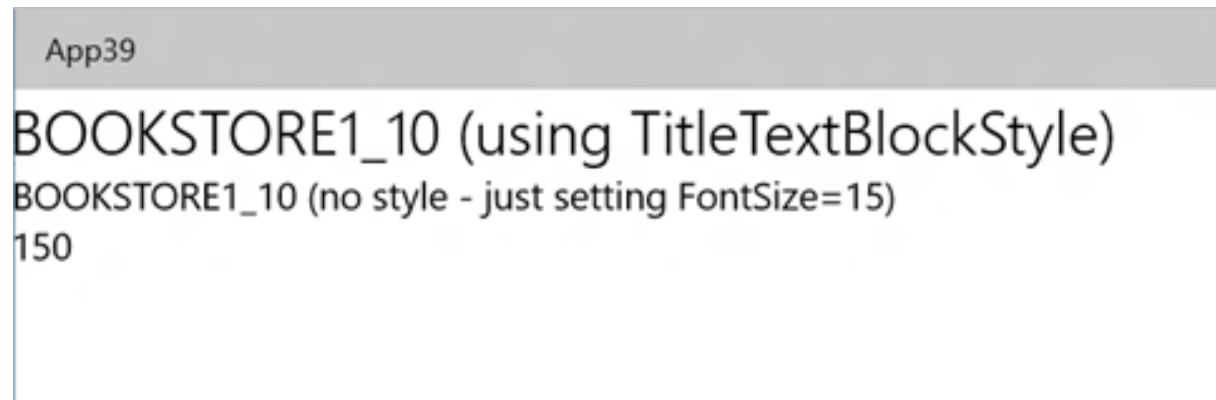 App39
BOOKSTORE1_10 (using TitleTextBlockStyle)
BOOKSTORE1_10 (no style - just setting FontSize=15)
150